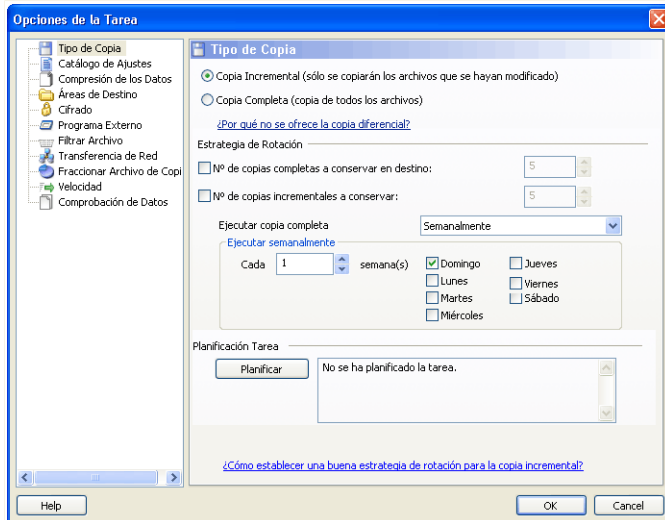 Opciones de la Tarea
Tipo de Copia
Catálogo de Ajustes
Compresión de los Datos
Áreas de Destino
Cifrado
Programa Externo
Filtrar Archivo
Transferencia de Red
Fraccionar Archivo de Copi
Velocidad
Comprobación de Datos
Tipo de Copia
Copia Incremental (sólo se copiarán los archivos que se hayan modificado)
Copia Completa (copia de todos los archivos)
¿Por qué no se ofrece la copia diferencial?
Estrategia de Rotación
Nº de copias completas a conservar en destino: 5
Nº de copias incrementales a conservar: 5
Ejecutar copia completa Semanalmente
Ejecutar semanalmente
Cada 1 semana(s) Domingo Jueves
Lunes Viernes
Martes Sábado
Miércoles
Planificación Tarea
Planificar No se ha planificado la tarea.
¿Cómo establecer una buena estrategia de rotación para la copia incremental?
Help OK Cancel